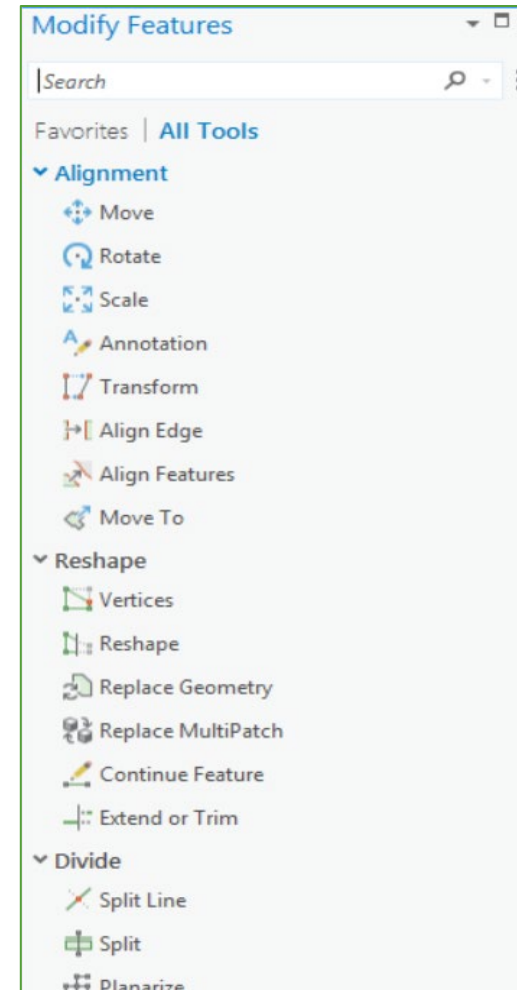 Modify Features
Search
Favorites | All Tools
Alignment
Move
Rotate
Scale
Annotation
Transform
Align Edge
Align Features
Move To
Reshape
Vertices
Reshape
Replace Geometry
Replace MultiPatch
Continue Feature
Extend or Trim
Divide
Split Line
Split
Planarize